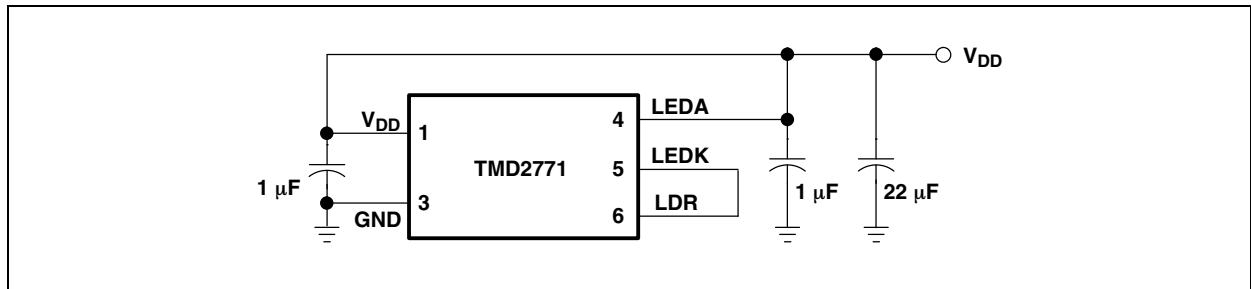 V_DD
LEDA
V_DD
1
4
LEDK
TMD2771
5
1 μF
1 μF
22 μF
LDR
3
6
GND